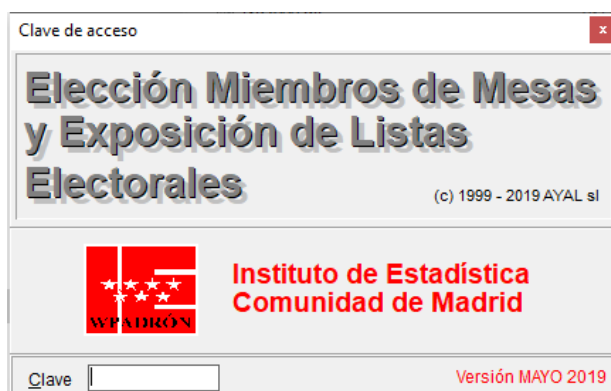 Clave de acceso
x
Elección Miembros de Mesas
y Exposición de Listas
Electorales
(c) 1999 - 2019 AYAL sl
WPADRÓN
Instituto de Estadística
Comunidad de Madrid
Clave
Versión MAYO 2019